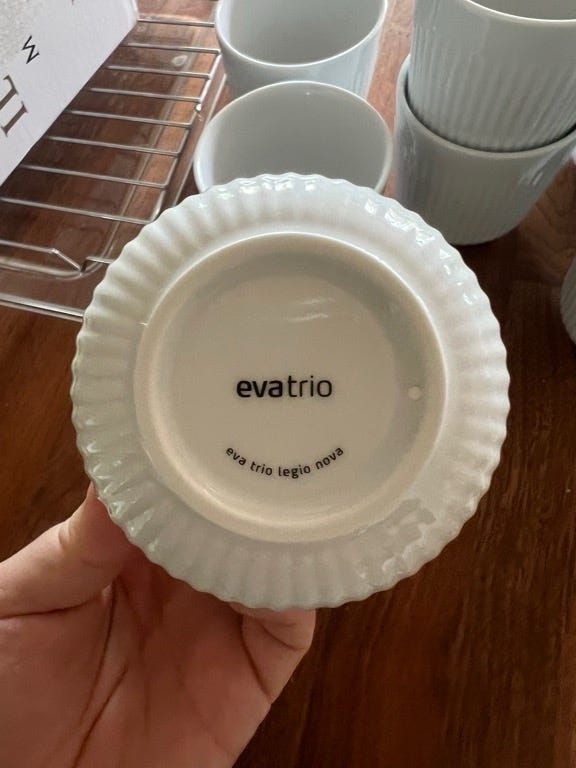 M
evatrio
eva trio legio nova